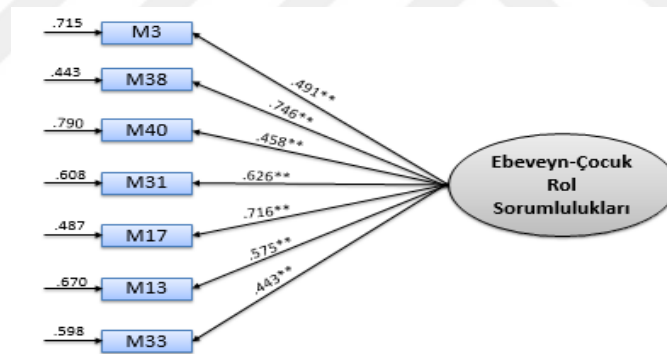 .715
M3
.491**
.443
M38
.746**
.790
M40
.458**
.608
M31
.626**
.487
M17
.716**
.670
M13
.575**
.598
M33
.443**
Ebeveyn-Çocuk
Rol
Sorumlulukları